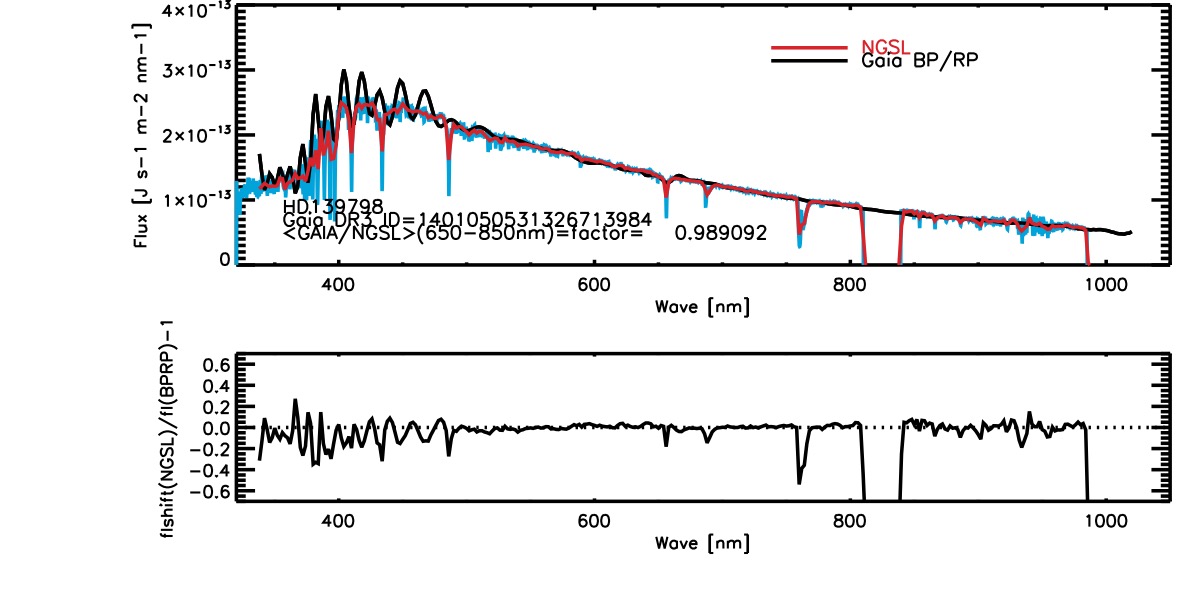 4×10−13
3×10−13
2×10−13
1×10−13
0
Flux [J s−1 m−2 nm−1]
NGSL
Gaia BP/RP
HD139798
Gaia DR3 ID=1401050531326713984
<GAIA/NGSL>(650−850nm)=factor= 0.989092
400 600 800 1000
Wave [nm]
flshift(NGSL)/fl(BPRP)−1
0.6
0.4
0.2
0.0
−0.2
−0.4
−0.6
400 600 800 1000
Wave [nm]